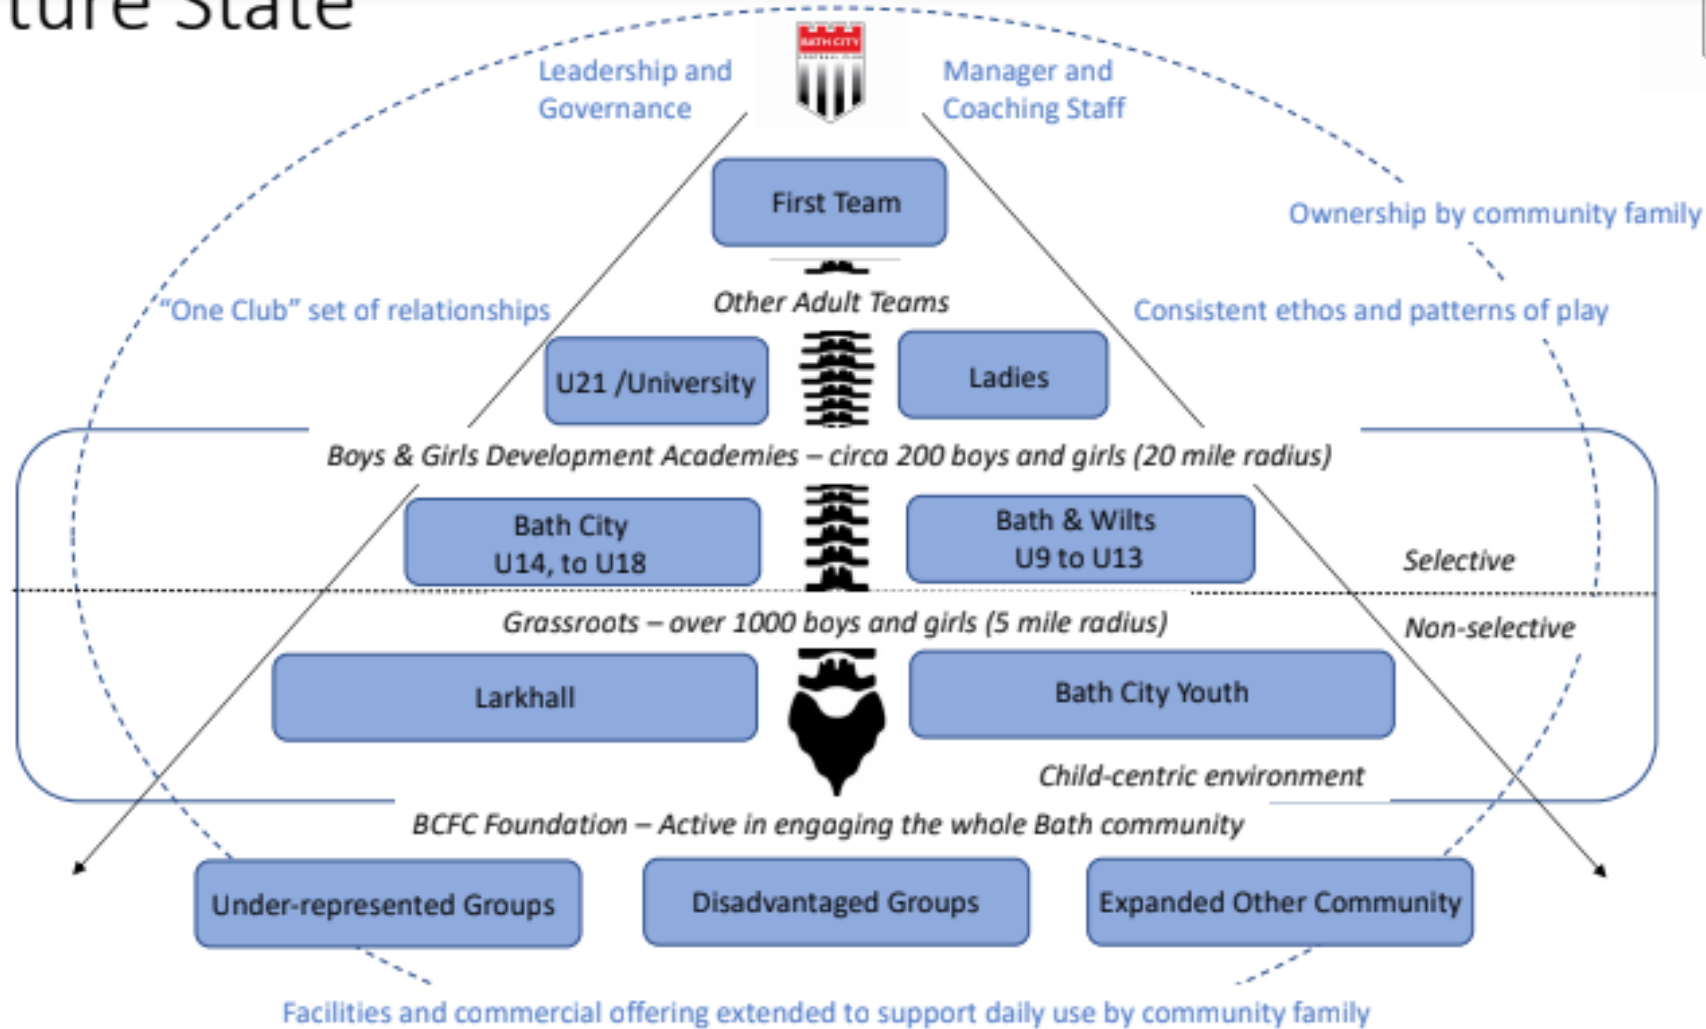 ture State
BATH CITY
FOOTBALL CLUB
Leadership and
Governance
Manager and
Coaching Staff
First Team
Ownership by community family
Other Adult Teams
“One Club” set of relationships
Consistent ethos and patterns of play
U21 /University
Ladies
Boys & Girls Development Academies – circa 200 boys and girls (20 mile radius)
Bath City
U14, to U18
Bath & Wilts
U9 to U13
Selective
Grassroots – over 1000 boys and girls (5 mile radius)
Non-selective
Larkhall
Bath City Youth
Child-centric environment
BCFC Foundation – Active in engaging the whole Bath community
Under-represented Groups
Disadvantaged Groups
Expanded Other Community
Facilities and commercial offering extended to support daily use by community family